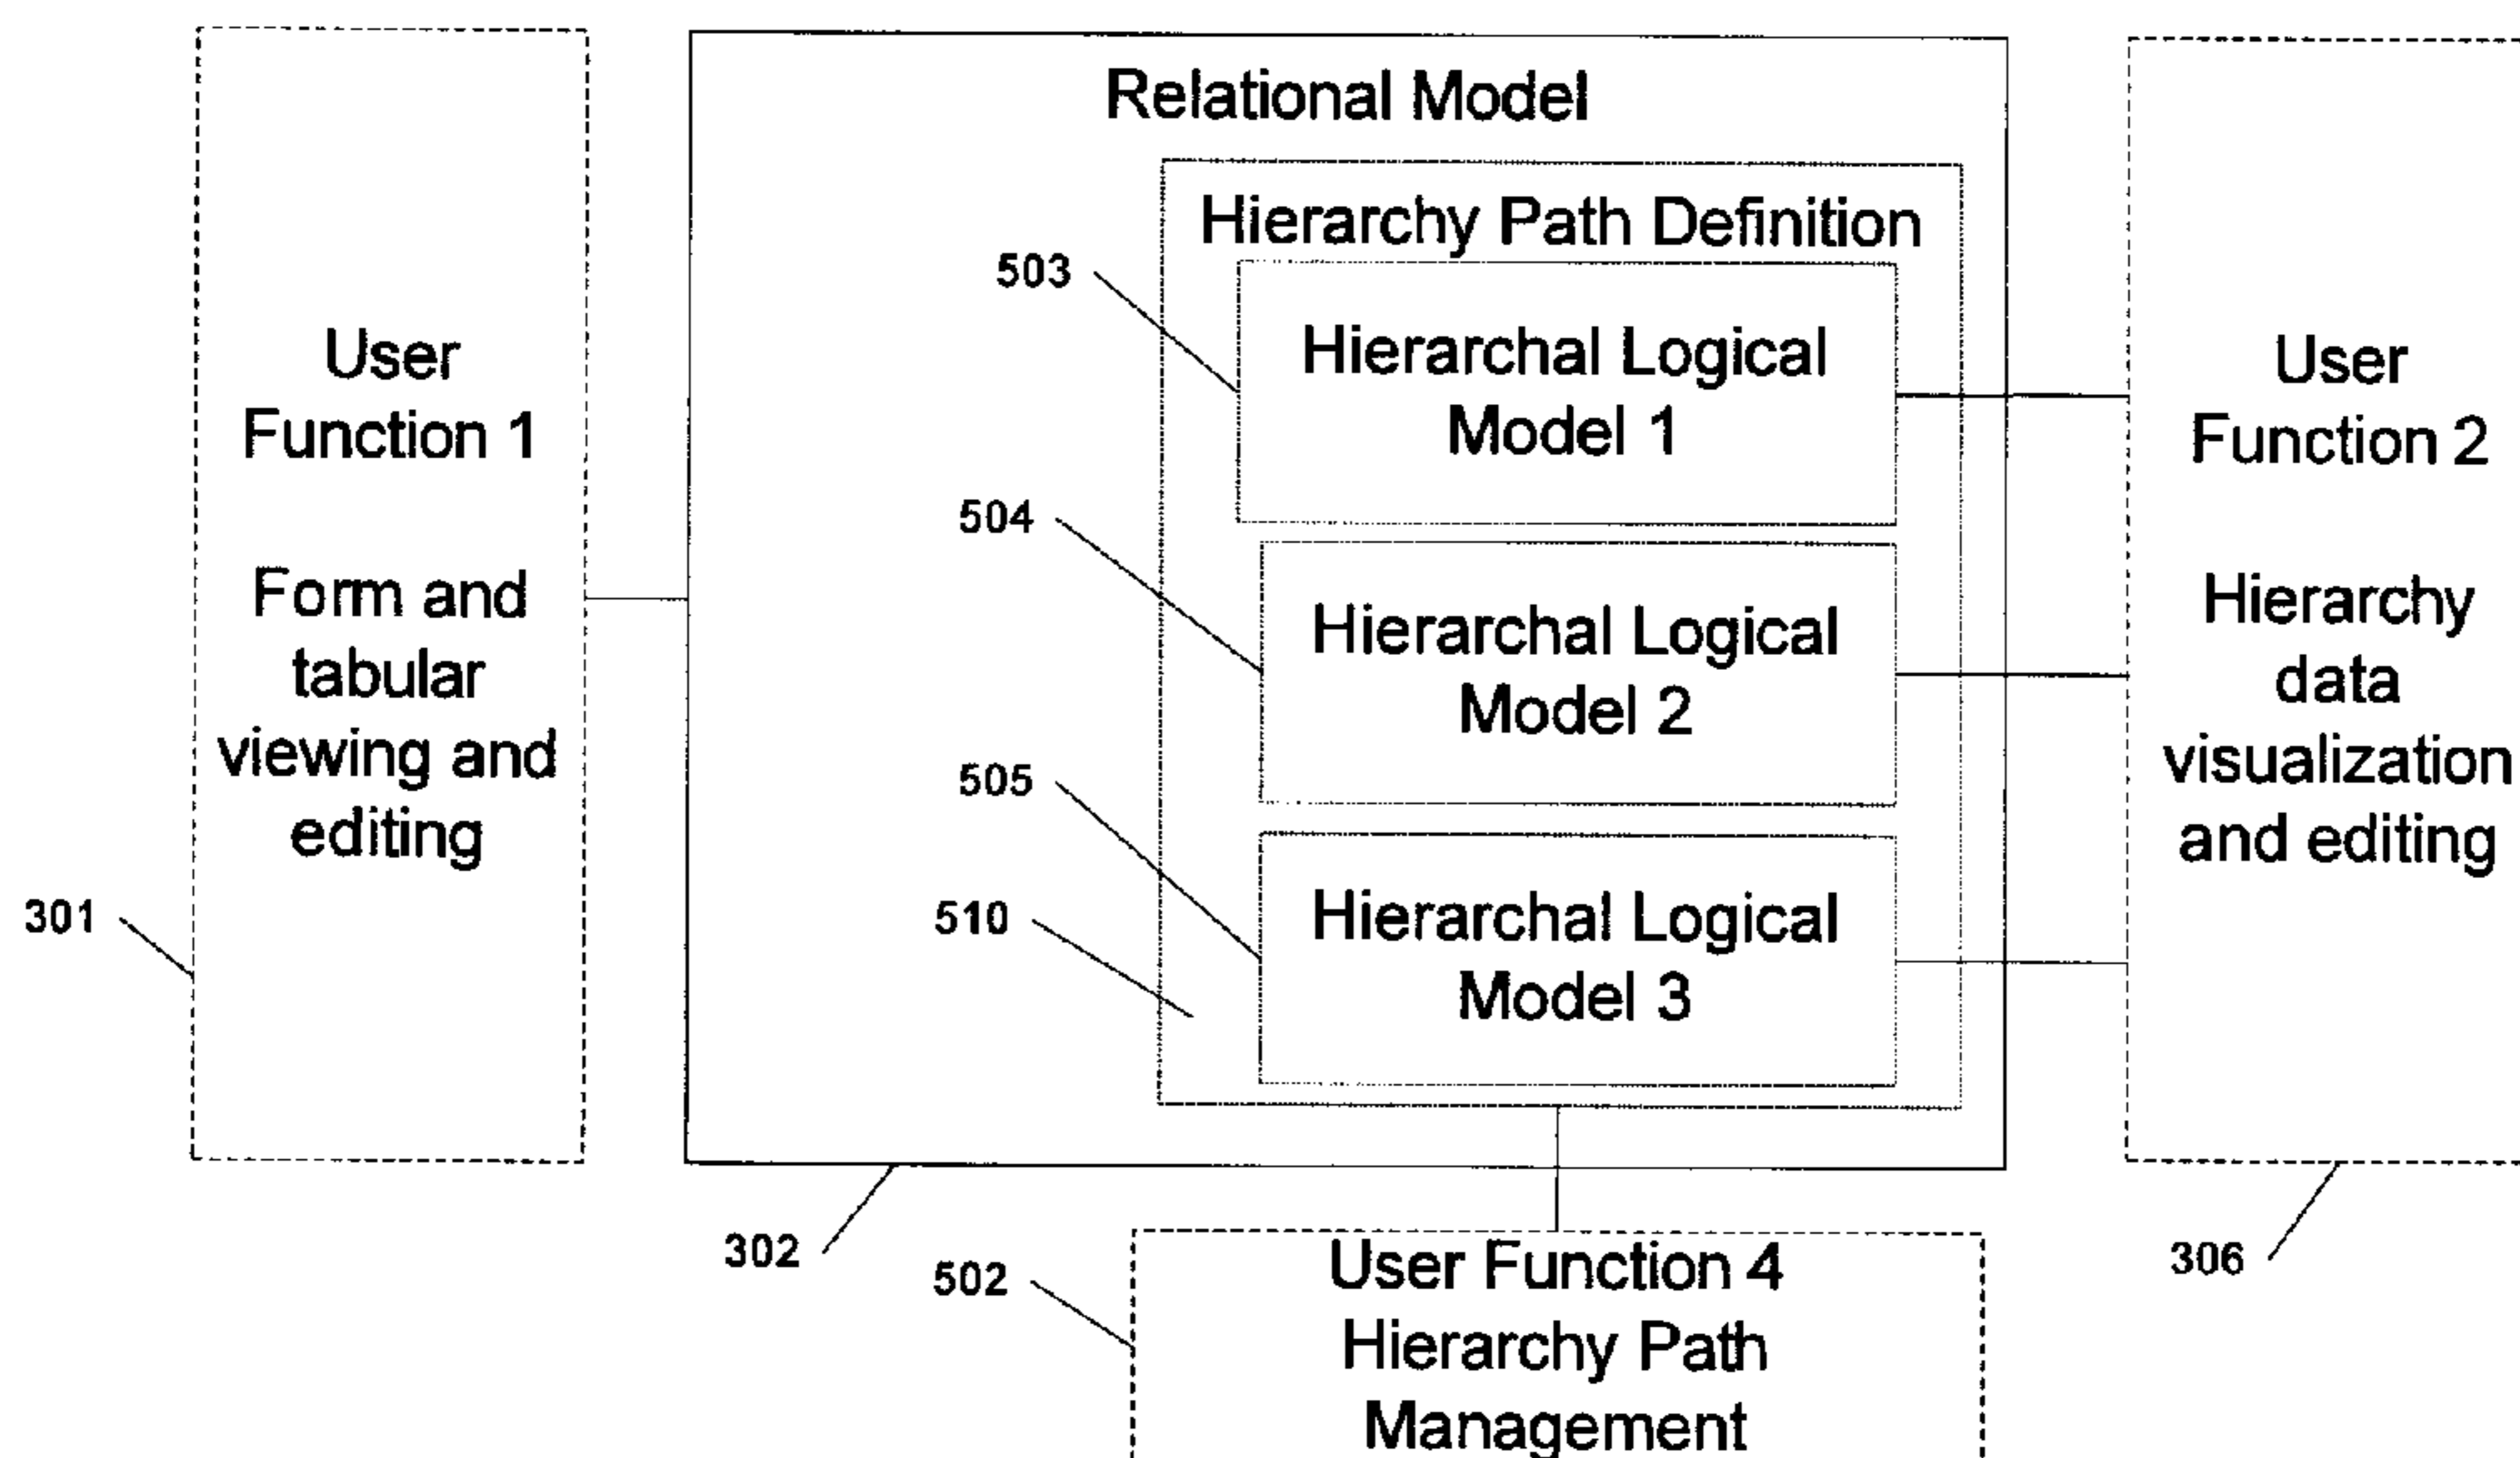 Relational Model
Hierarchy Path Definition
503
Hierarchal Logical
Model 1
504
Hierarchal Logical
Model 2
505
510
Hierarchal Logical
Model 3
User
Function 1
Form and
tabular
viewing and
editing
301
User
Function 2
Hierarchy
data
visualization
and editing
302
502
User Function 4
Hierarchy Path
Management
306